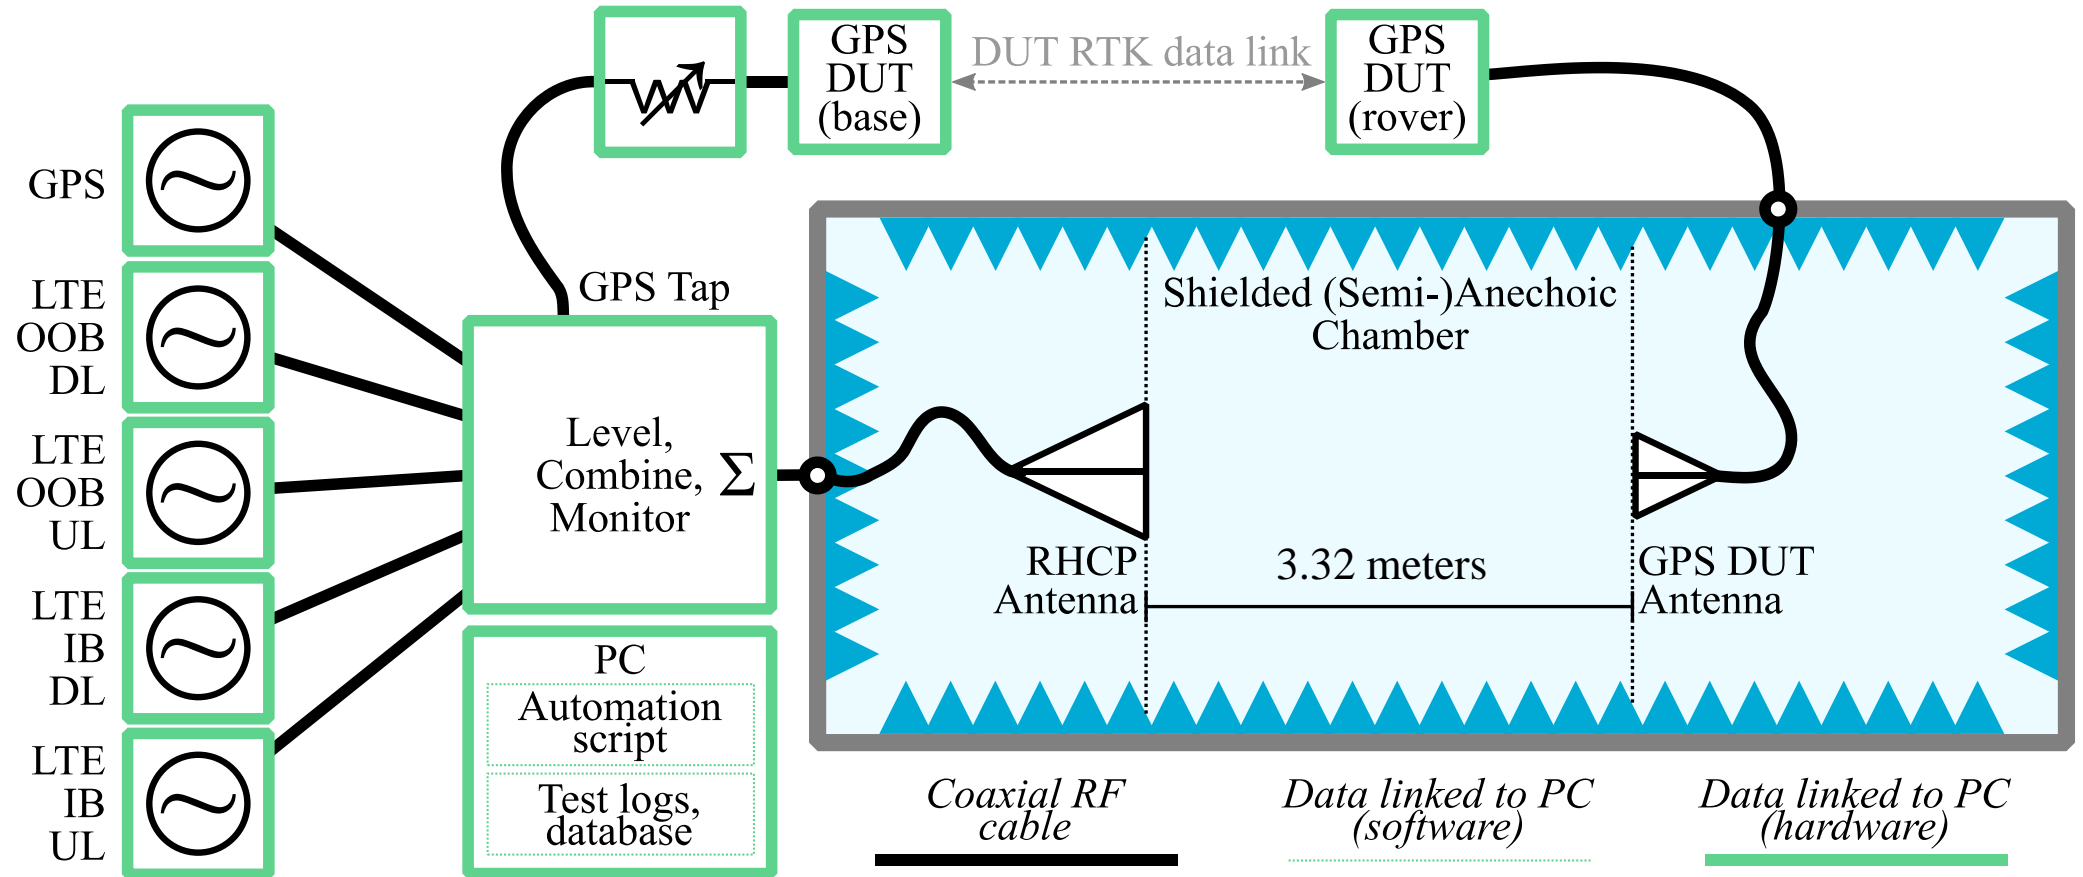 GPS
DUT
(base)
DUT RTK data link
GPS
DUT
(rover)
GPS
LTE
OOB
DL
LTE
OOB
UL
LTE
IB
DL
LTE
IB
UL
GPS Tap
Level,
Combine,
Monitor
Σ
PC
Automation
script
Test logs,
database
Shielded (Semi-)Anechoic
Chamber
RHCP
Antenna
3.32 meters
GPS DUT
Antenna
Coaxial RF
cable
Data linked to PC
(software)
Data linked to PC
(hardware)